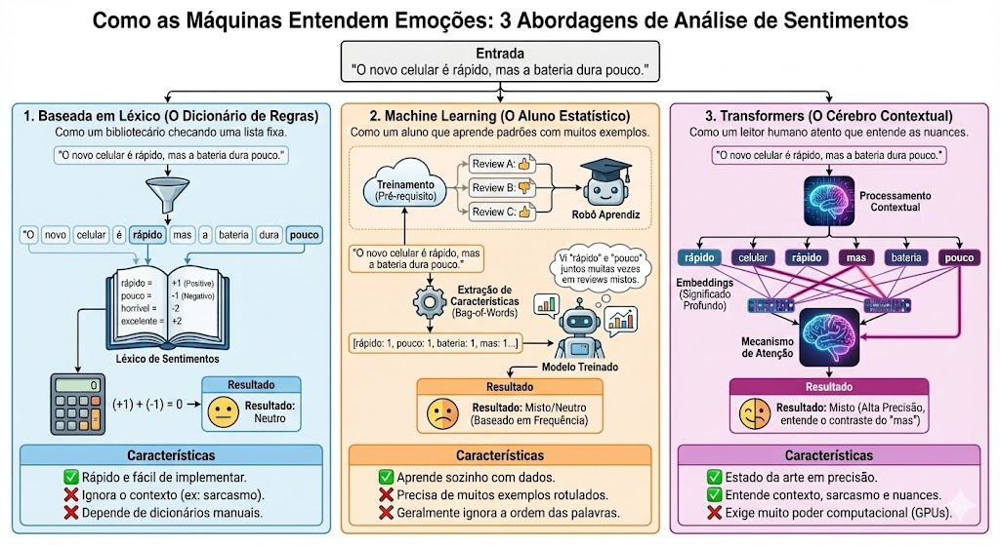 Como as Máquinas Entendem Emoções: 3 Abordagens de Análise de Sentimentos
Entrada
"O novo celular é rápido, mas a bateria dura pouco."
1. Baseada em Léxico (O Dicionário de Regras)
Como um bibliotecário checando uma lista fixa.
"O novo celular é rápido, mas a bateria dura pouco."
"O novo celular é rápido mas a bateria dura pouco
rápido = +1 (Positive)
pouco = -1 (Negativo)
horrível = -2
excelente = +2
Léxico de Sentimentos
0
(+1) + (-1) = 0
Resultado
Resultado:
Neutro
Características
Rápido e fácil de implementar.
Ignora o contexto (ex: sarcasmo).
Depende de dicionários manuais.
2. Machine Learning (O Aluno Estatístico)
Como um aluno que aprende padrões com muitos exemplos.
Treinamento
(Pré-requisito)
Review A:
Review B:
Review C:
Robô Aprendiz
"O novo celular é rápido, mas
a bateria dura pouco."
Extração de
Características
(Bag-of-Words)
Vi "rápido" e "pouco"
juntos muitas vezes
em reviews mistos.
[rápido: 1, pouco: 1, bateria: 1, mas: 1...]
Modelo Treinado
Resultado
Resultado: Misto/Neutro
(Baseado em Frequência)
Características
Aprende sozinho com dados.
Precisa de muitos exemplos rotulados.
Geralmente ignora a ordem das palavras.
3. Transformers (O Cérebro Contextual)
Como um leitor humano atento que entende as nuances.
"O novo celular é rápido, mas a bateria dura pouco."
Processamento
Contextual
rápido celular rápido mas bateria pouco
Embeddings
(Significado
Profundo)
Mecanismo
de Atenção
Resultado
Resultado: Misto (Alta Precisão,
entende o contraste do "mas")
Características
Estado da arte em precisão.
Entende contexto, sarcasmo e nuances.
Exige muito poder computacional (GPUs).